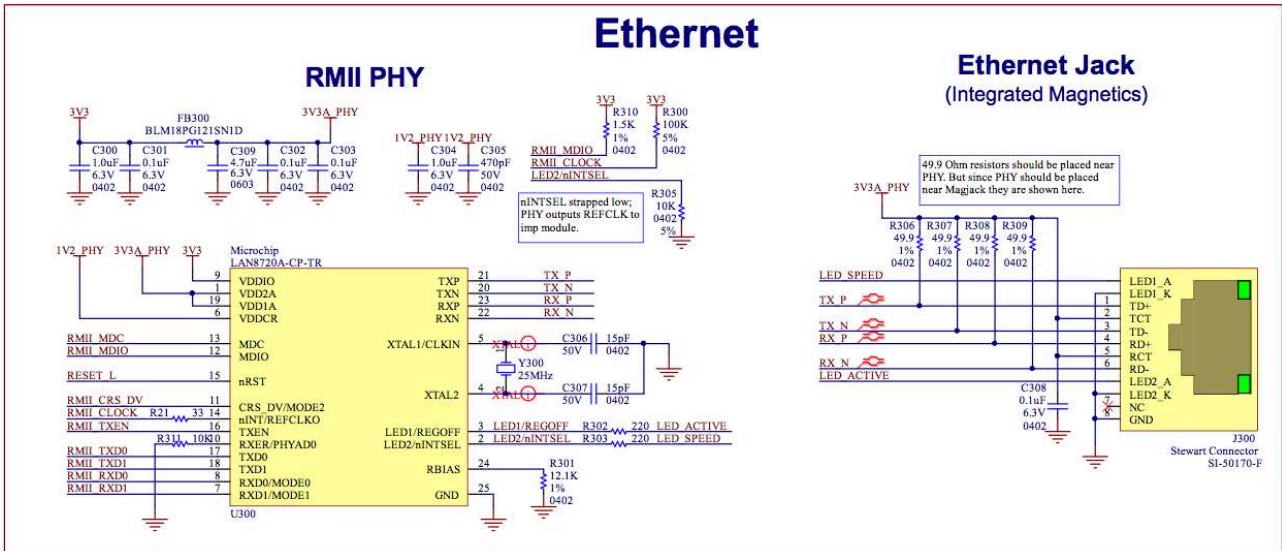 Ethernet
RMII PHY
Ethernet Jack
(Integrated Magnetics)
3V3
FB300
BLM18PG121SN1D
3V3A_PHY
C300
1.0uF
6.3V
0402
C301
0.1uF
6.3V
0402
C309
4.7uF
6.3V
0603
C302
0.1uF
6.3V
0402
C303
0.1uF
6.3V
0402
1V2_PHY
1V2_PHY
C304
1.0uF
6.3V
0402
C305
470pF
50V
0402
3V3
R310
1.5K
1%
0402
3V3
R300
100K
5%
0402
RMII_MDIO
RMII_CLOCK
LED2/nINTSEL
R305
10K
0402
5%
nINTSEL strapped low;
PHY outputs REFCLK to
imp module.
49.9 Ohm resistors should be placed near
PHY. But since PHY should be placed
near Magjack they are shown here.
1V2_PHY
3V3A_PHY
3V3
Microchip
LAN8720A-CP-TR
9 VDDIO
1 VDD2A
19 VDD1A
6 VDDCR
RMII_MDC 13 MDC
RMII_MDIO 12 MDIO
RESET_L 15 nRST
RMII_CRS_DV 11 CRS_DV/MODE2
RMII_CLOCK R21 33 14 nINT/REFCLKO
RMII_TXEN 16 TXEN
R311 10K 10 RXER/PHYAD0
RMII_TXD0 17 TXD0
RMII_TXD1 18 TXD1
RMII_RXD0 8 RXD0/MODE0
RMII_RXD1 7 RXD1/MODE1
U300
TXP 21 TX_P
TXN 20 TX_N
RXP 23 RX_P
RXN 22 RX_N
XTAL1/CLKIN 5
XTAL2 4
C306 15pF
50V 0402
1
Y300
25MHz
2
C307 15pF
50V 0402
LED1/REGOFF 3 LED1/REGOFF R302 220 LED_ACTIVE
LED2/nINTSEL 2 LED2/nINTSEL R303 220 LED_SPEED
RBIAS 24
R301
12.1K
1%
0402
GND 25
3V3A_PHY
R306
49.9
1%
0402
R307
49.9
1%
0402
R308
49.9
1%
0402
R309
49.9
1%
0402
LED_SPEED
TX_P
TX_N
RX_P
RX_N
LED_ACTIVE
C308
0.1uF
6.3V
0402
LED1_A
LED1_K
1 TD+
2 TCT
3 TD-
4 RD+
5 RCT
6 RD-
LED2_A
LED2_K
7 NC
8 GND
J300
Stewart Connector
SI-50170-F